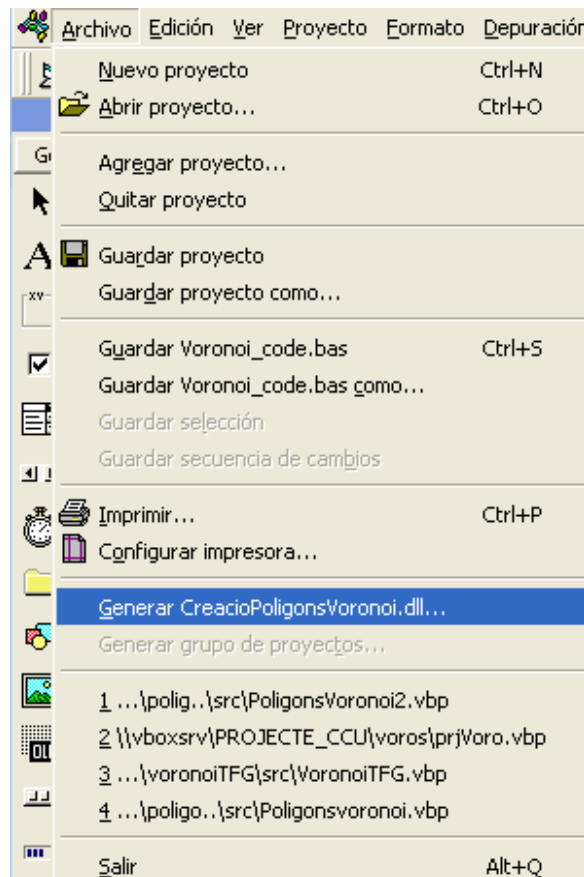 Archivo Edición Ver Proyecto Formato Depuración
Nuevo proyecto Ctrl+N
Abrir proyecto... Ctrl+O
Agregar proyecto...
Quitar proyecto
Guardar proyecto
Guardar proyecto como...
Guardar Voronoi_code.bas Ctrl+S
Guardar Voronoi_code.bas como...
Guardar selección
Guardar secuencia de cambios
Imprimir... Ctrl+P
Configurar impresora...
Generar CreacioPoligonsVoronoi.dll...
Generar grupo de proyectos...
1 ...\polig..\src\PoligonsVoronoi2.vbp
2 \\vboxsrv\PROJECTE_CCU\voros\prjVoro.vbp
3 ...\voronoiTFG\src\VoronoiTFG.vbp
4 ...\poligo..\src\Poligonsvoronoi.vbp
Salir Alt+Q